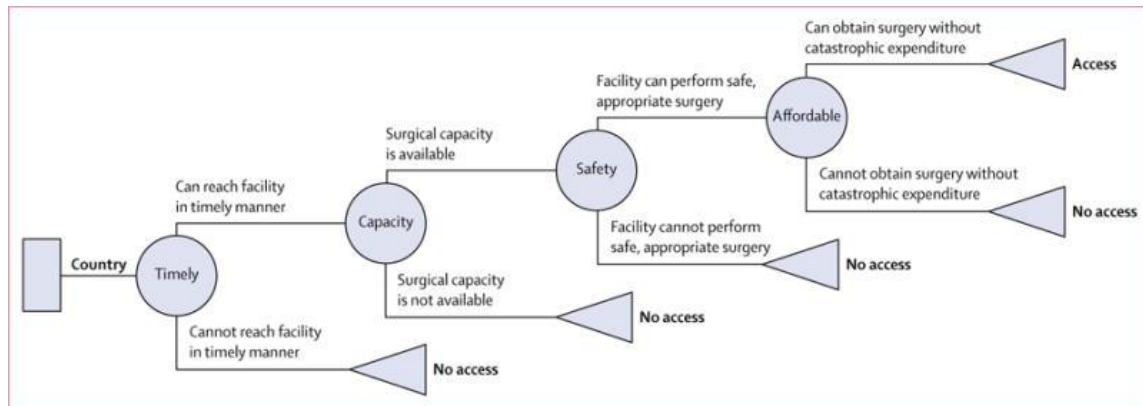 Can obtain surgery without
catastrophic expenditure
Access
Facility can perform safe,
appropriate surgery
Affordable
Surgical capacity
is available
Safety
Cannot obtain surgery without
catastrophic expenditure
No access
Can reach facility
in timely manner
Capacity
Facility cannot perform
safe, appropriate surgery
No access
Country
Timely
Surgical capacity
is not available
No access
Cannot reach facility
in timely manner
No access